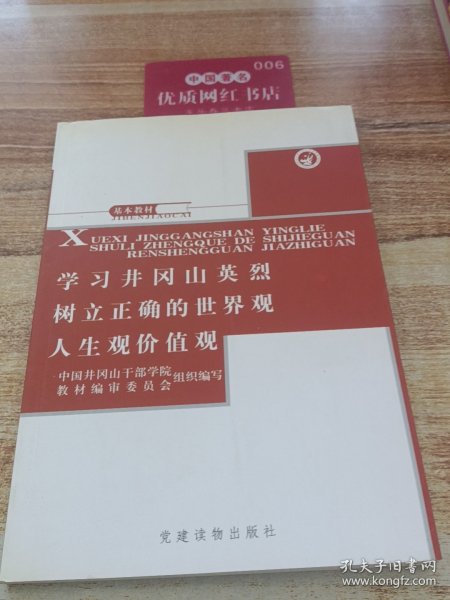 006
中国著名
优质网红书店
基本教材
JIBENJIAOCAI
XUEXI JINGGANGSHAN YINGLIE
SHULI ZHENGQUE DE SHIJIEGUAN
RENSHENGGUAN JIAZHIGUAN
学习井冈山英烈
树立正确的世界观
人生观价值观
·中国井冈山干部学院
教材编审委员会
组织编写
党建读物出版社
孔夫子旧书网
www.kongfz.com